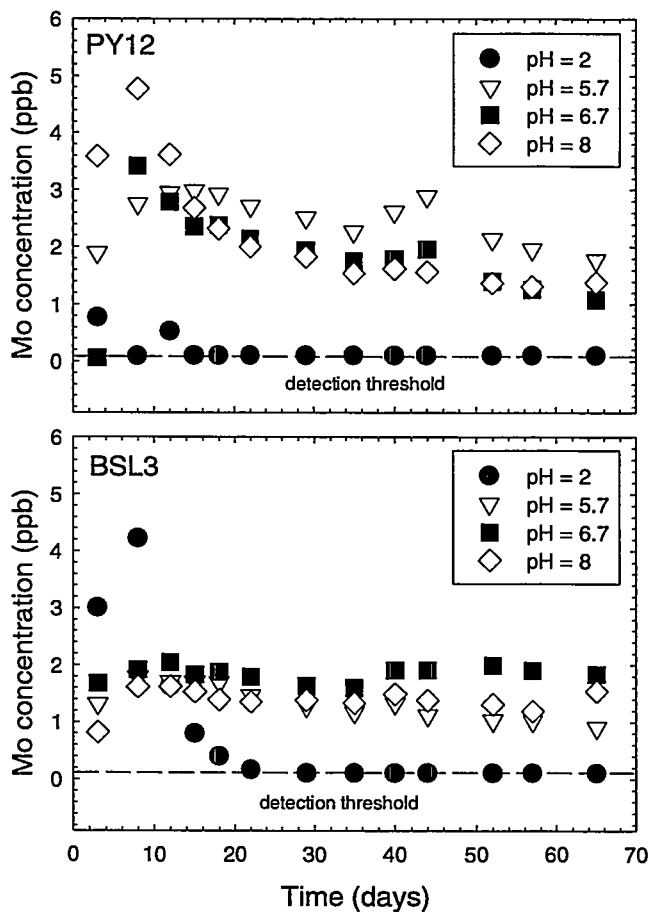 PY12
pH = 2
pH = 5.7
pH = 6.7
pH = 8
Mo concentration (ppb)
6
5
4
3
2
1
0
detection threshold
BSL3
pH = 2
pH = 5.7
pH = 6.7
pH = 8
Mo concentration (ppb)
6
5
4
3
2
1
0
detection threshold
0 10 20 30 40 50 60 70
Time (days)